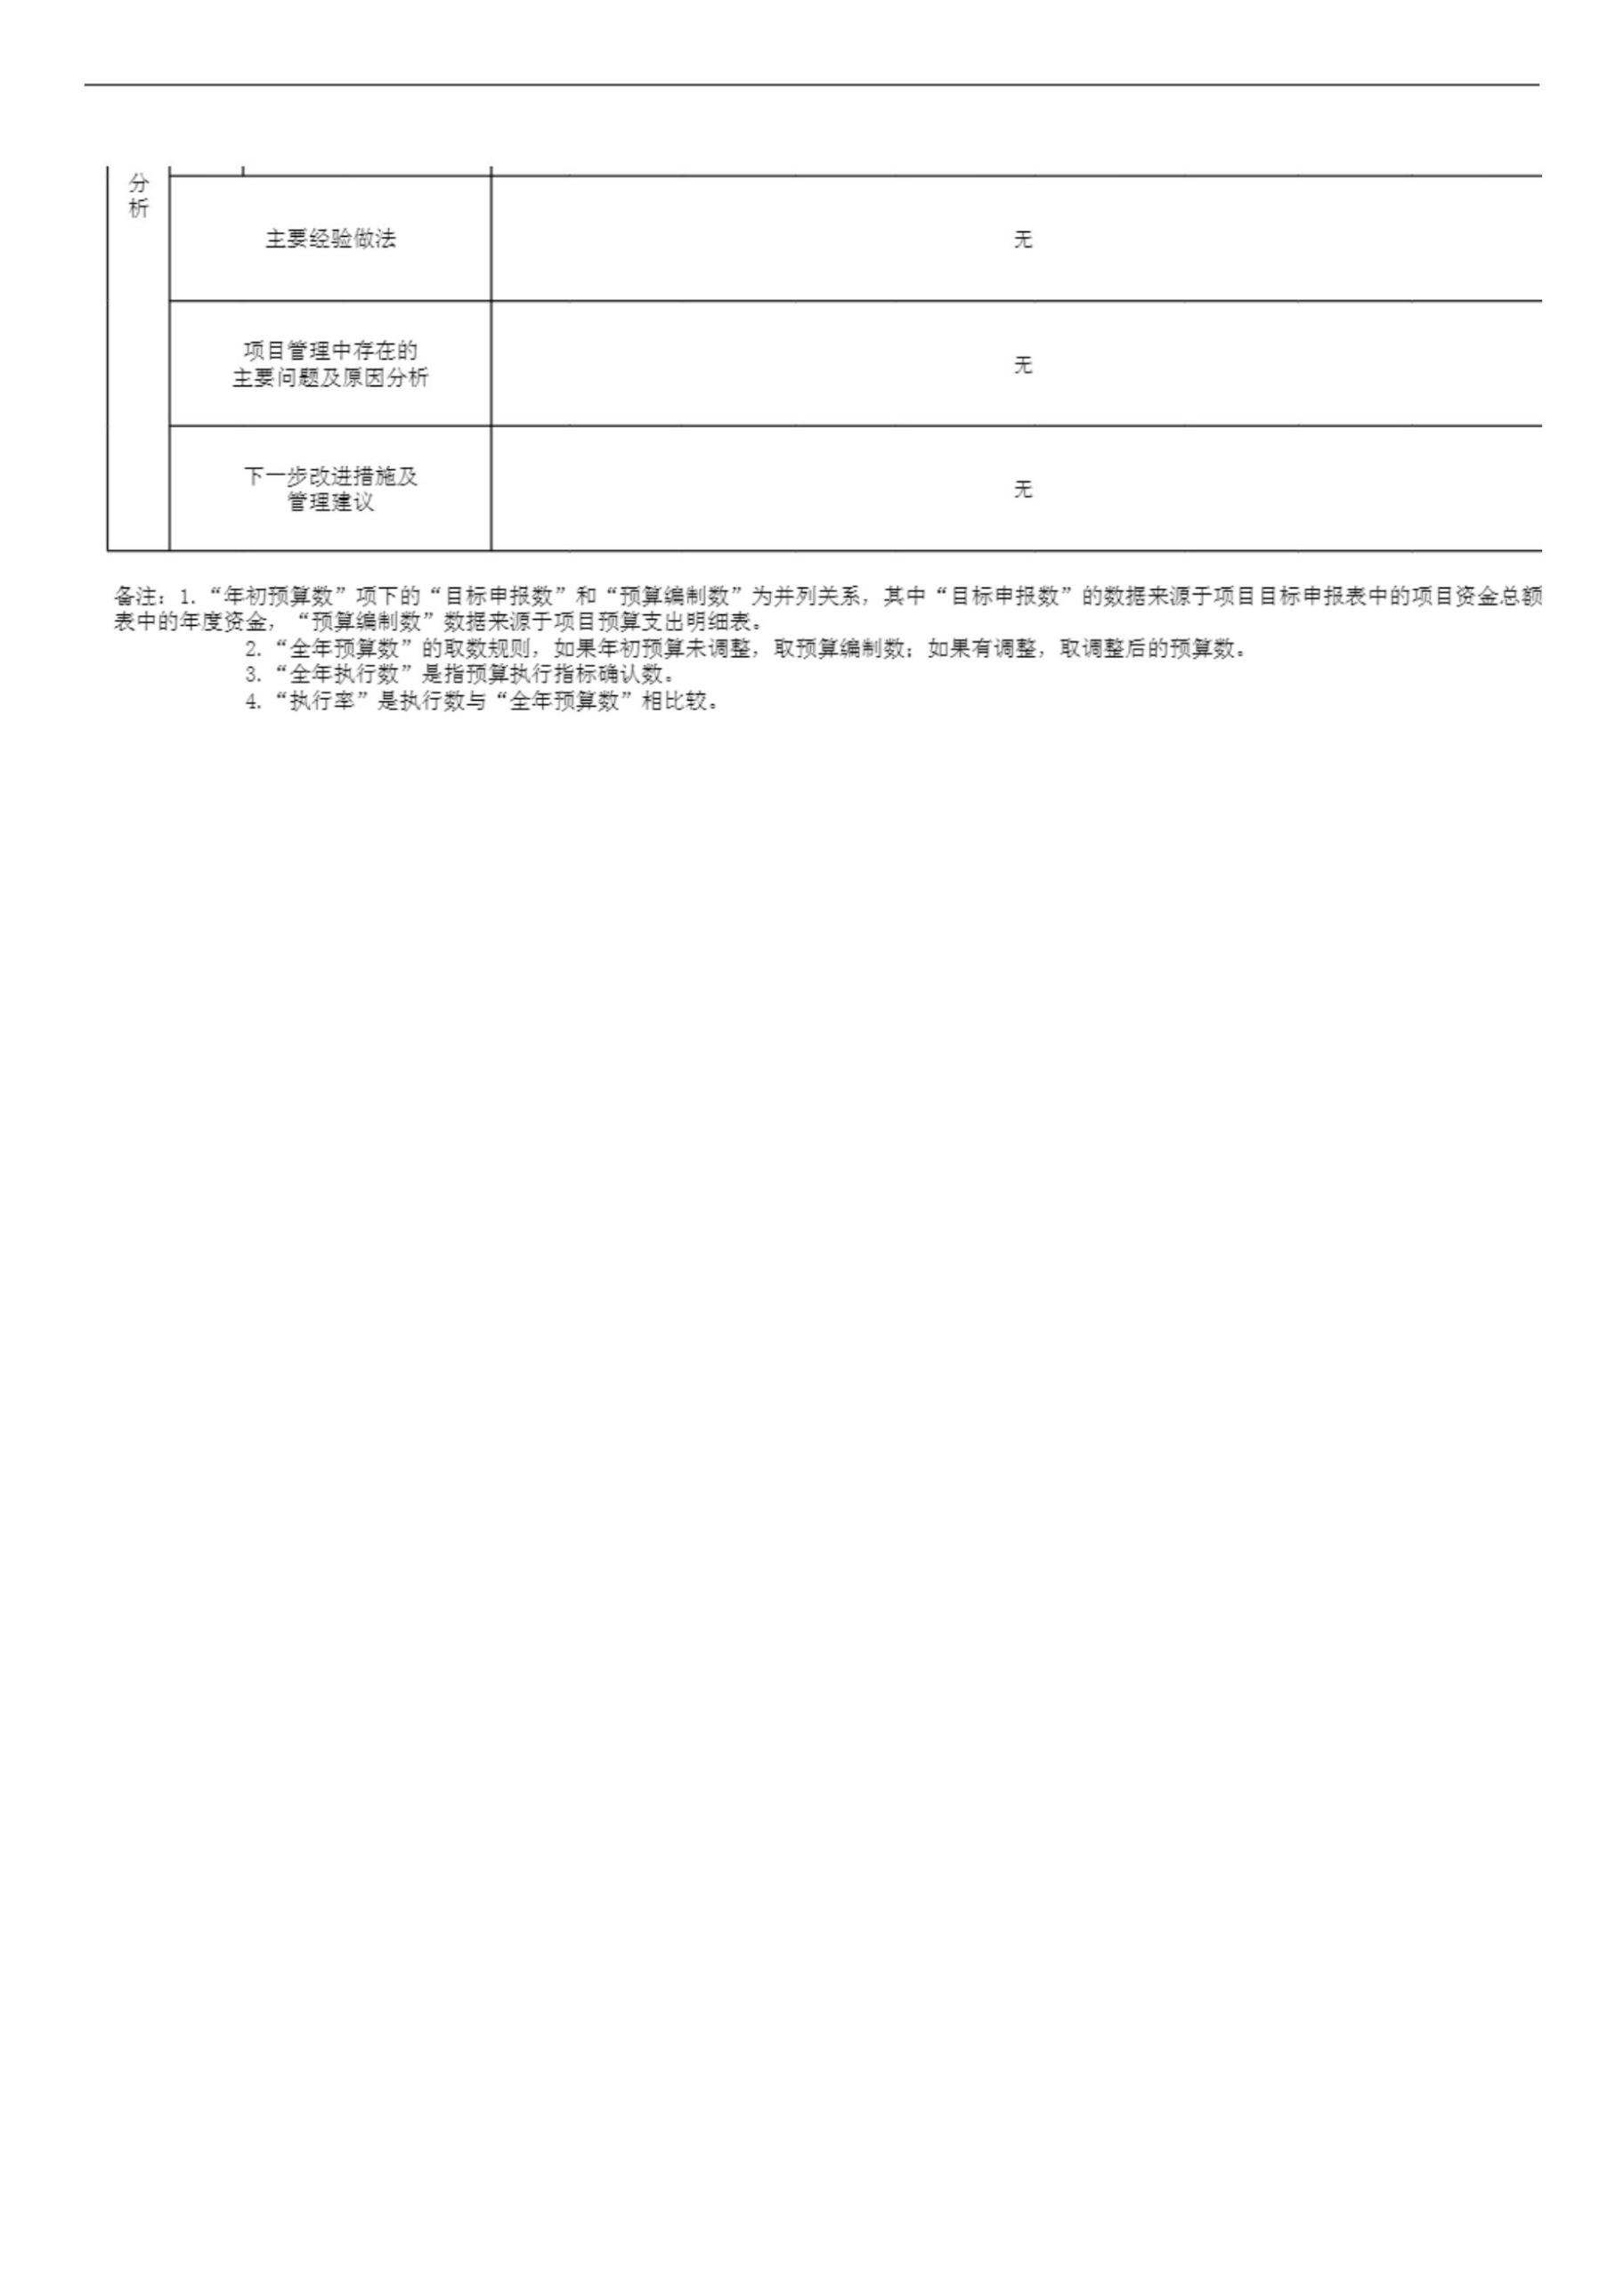 分
析
主要经验做法
无
项目管理中存在的
主要问题及原因分析
无
下一步改进措施及
管理建议
无
备注：1.“年初预算数”项下的“目标申报数”和“预算编制数”为并列关系，其中“目标申报数”的数据来源于项目目标申报表中的项目资金总额
表中的年度资金，“预算编制数”数据来源于项目预算支出明细表。
2.“全年预算数”的取数规则，如果年初预算未调整，取预算编制数；如果有调整，取调整后的预算数。
3.“全年执行数”是指预算执行指标确认数。
4.“执行率”是执行数与“全年预算数”相比较。